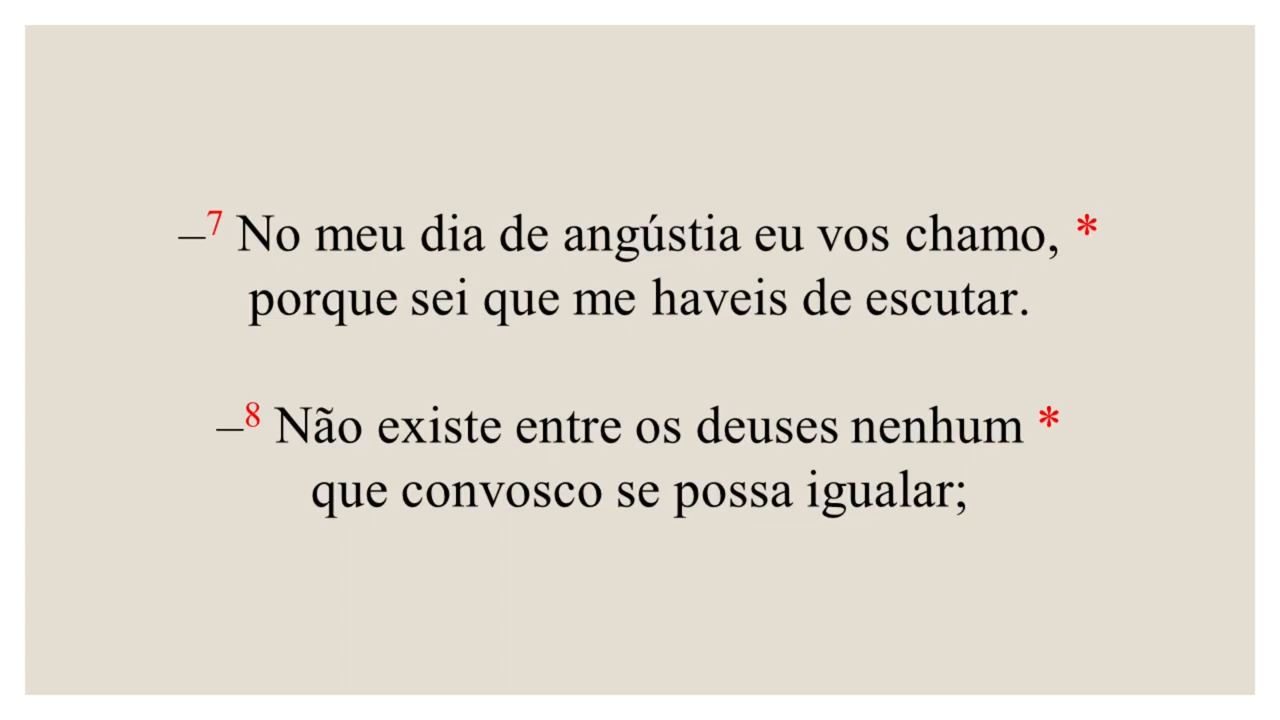 –7 No meu dia de angústia eu vos chamo, *
porque sei que me haveis de escutar.
–8 Não existe entre os deuses nenhum *
que convosco se possa igualar;